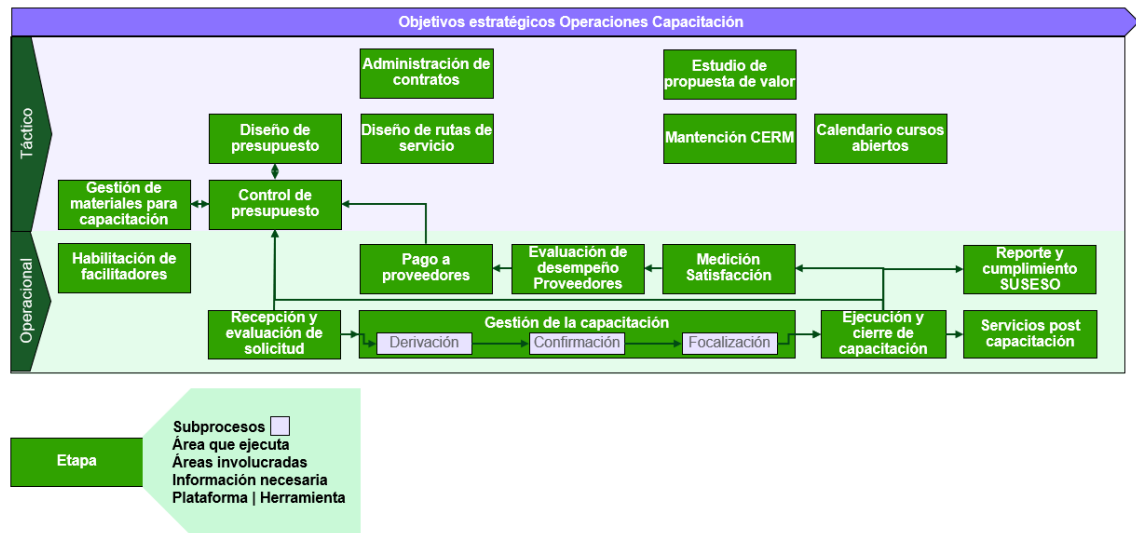 Objetivos estratégicos Operaciones Capacitación
Táctico
Administración de
contratos
Estudio de
propuesta de valor
Diseño de
presupuesto
Diseño de rutas de
servicio
Mantención CERM
Calendario cursos
abiertos
Gestión de
materiales para
capacitación
Control de
presupuesto
Operacional
Habilitación de
facilitadores
Pago a
proveedores
Evaluación de
desempeño
Proveedores
Medición
Satisfacción
Reporte y
cumplimiento
SUSESO
Recepción y
evaluación de
solicitud
Gestión de la capacitación
Derivación
Confirmación
Focalización
Ejecución y
cierre de
capacitación
Servicios post
capacitación
Etapa
Subprocesos
Área que ejecuta
Áreas involucradas
Información necesaria
Plataforma | Herramienta